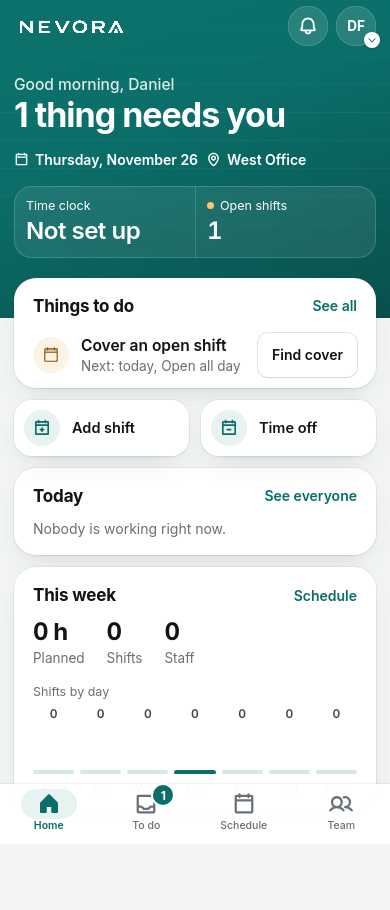 NEVORA
DF
Good morning, Daniel
1 thing needs you
Thursday, November 26 West Office
Time clock
Not set up
Open shifts
1
Things to do
See all
Cover an open shift
Next: today, Open all day
Find cover
Add shift
Time off
Today
See everyone
Nobody is working right now.
This week
Schedule
0 h
Planned
0
Shifts
0
Staff
Shifts by day
0 0 0 0 0 0 0
Home
1
To do
Schedule
Team